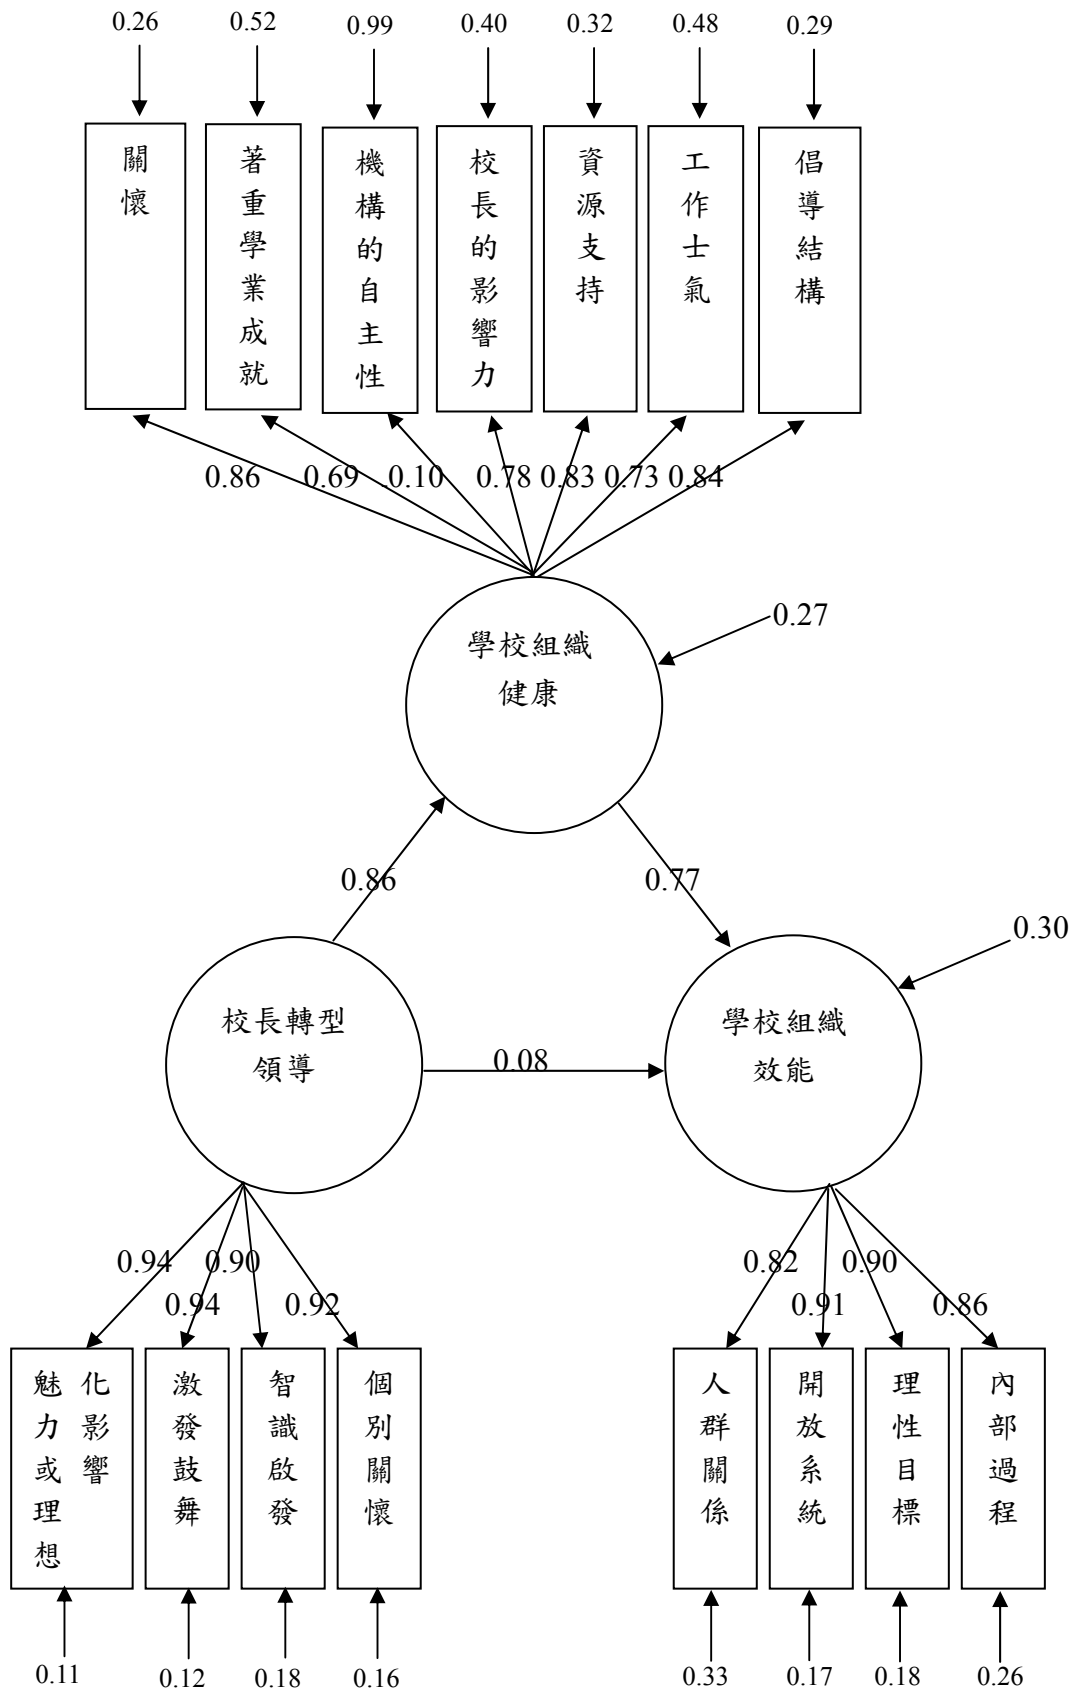 0.26
0.52
0.99
0.40
0.32
0.48
0.29
關懷
著重學業成就
機構的自主性
校長的影響力
資源支持
工作士氣
倡導結構
0.86
0.69
.0.10
0.78
0.83
0.73
0.84
學校組織
健康
0.27
0.86
0.77
0.30
校長轉型
領導
0.08
學校組織
效能
0.94
0.90
0.94
0.92
0.82
0.90
0.91
0.86
魅力或理想
化影響
激發鼓舞
智識啟發
個別關懷
人群關係
開放系統
理性目標
內部過程
0.11
0.12
0.18
0.16
0.33
0.17
0.18
0.26